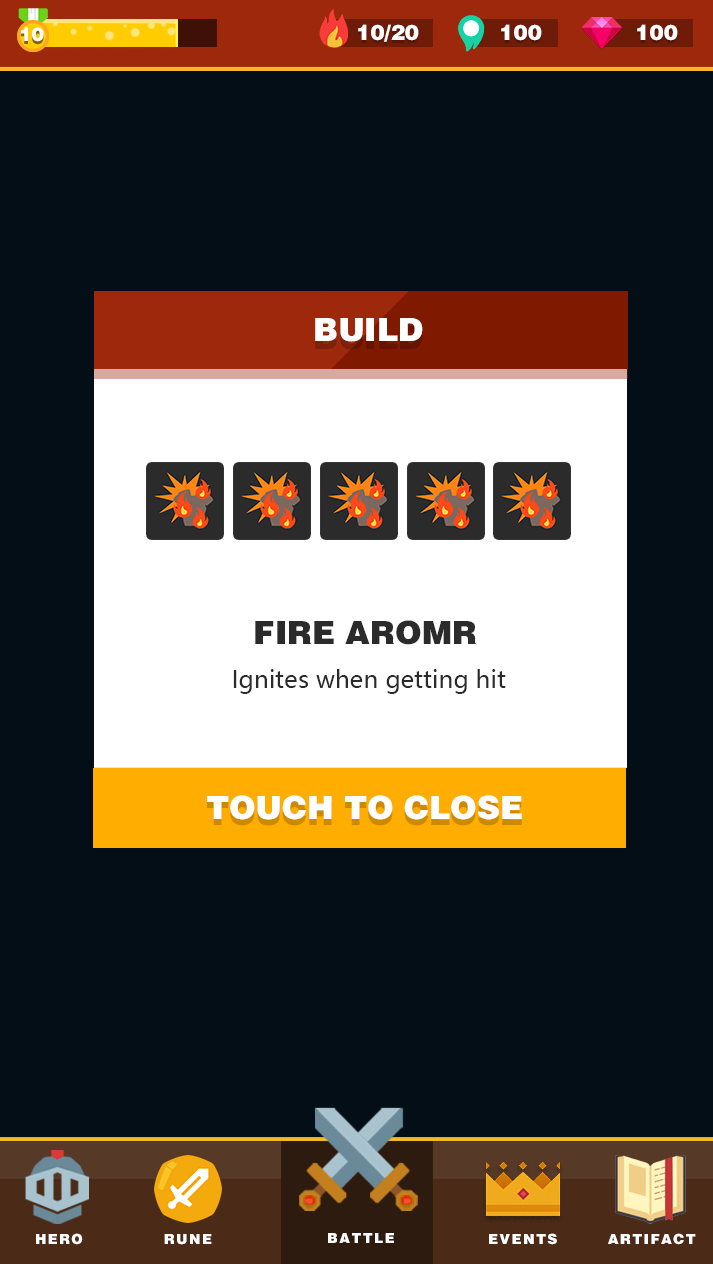 10
10/20
100
100
BUILD
FIRE AROMR
Ignites when getting hit
TOUCH TO CLOSE
HERO
RUNE
BATTLE
EVENTS
ARTIFACT